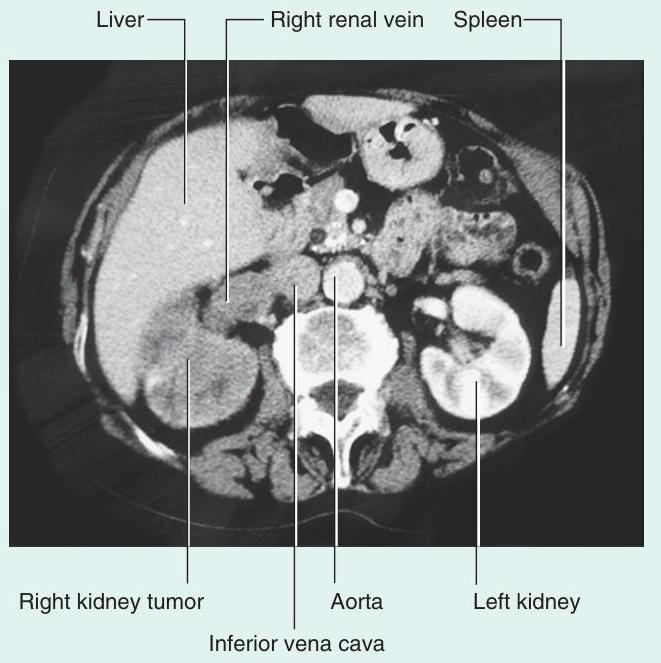 Liver
Right renal vein
Spleen
Right kidney tumor
Aorta
Left kidney
Inferior vena cava